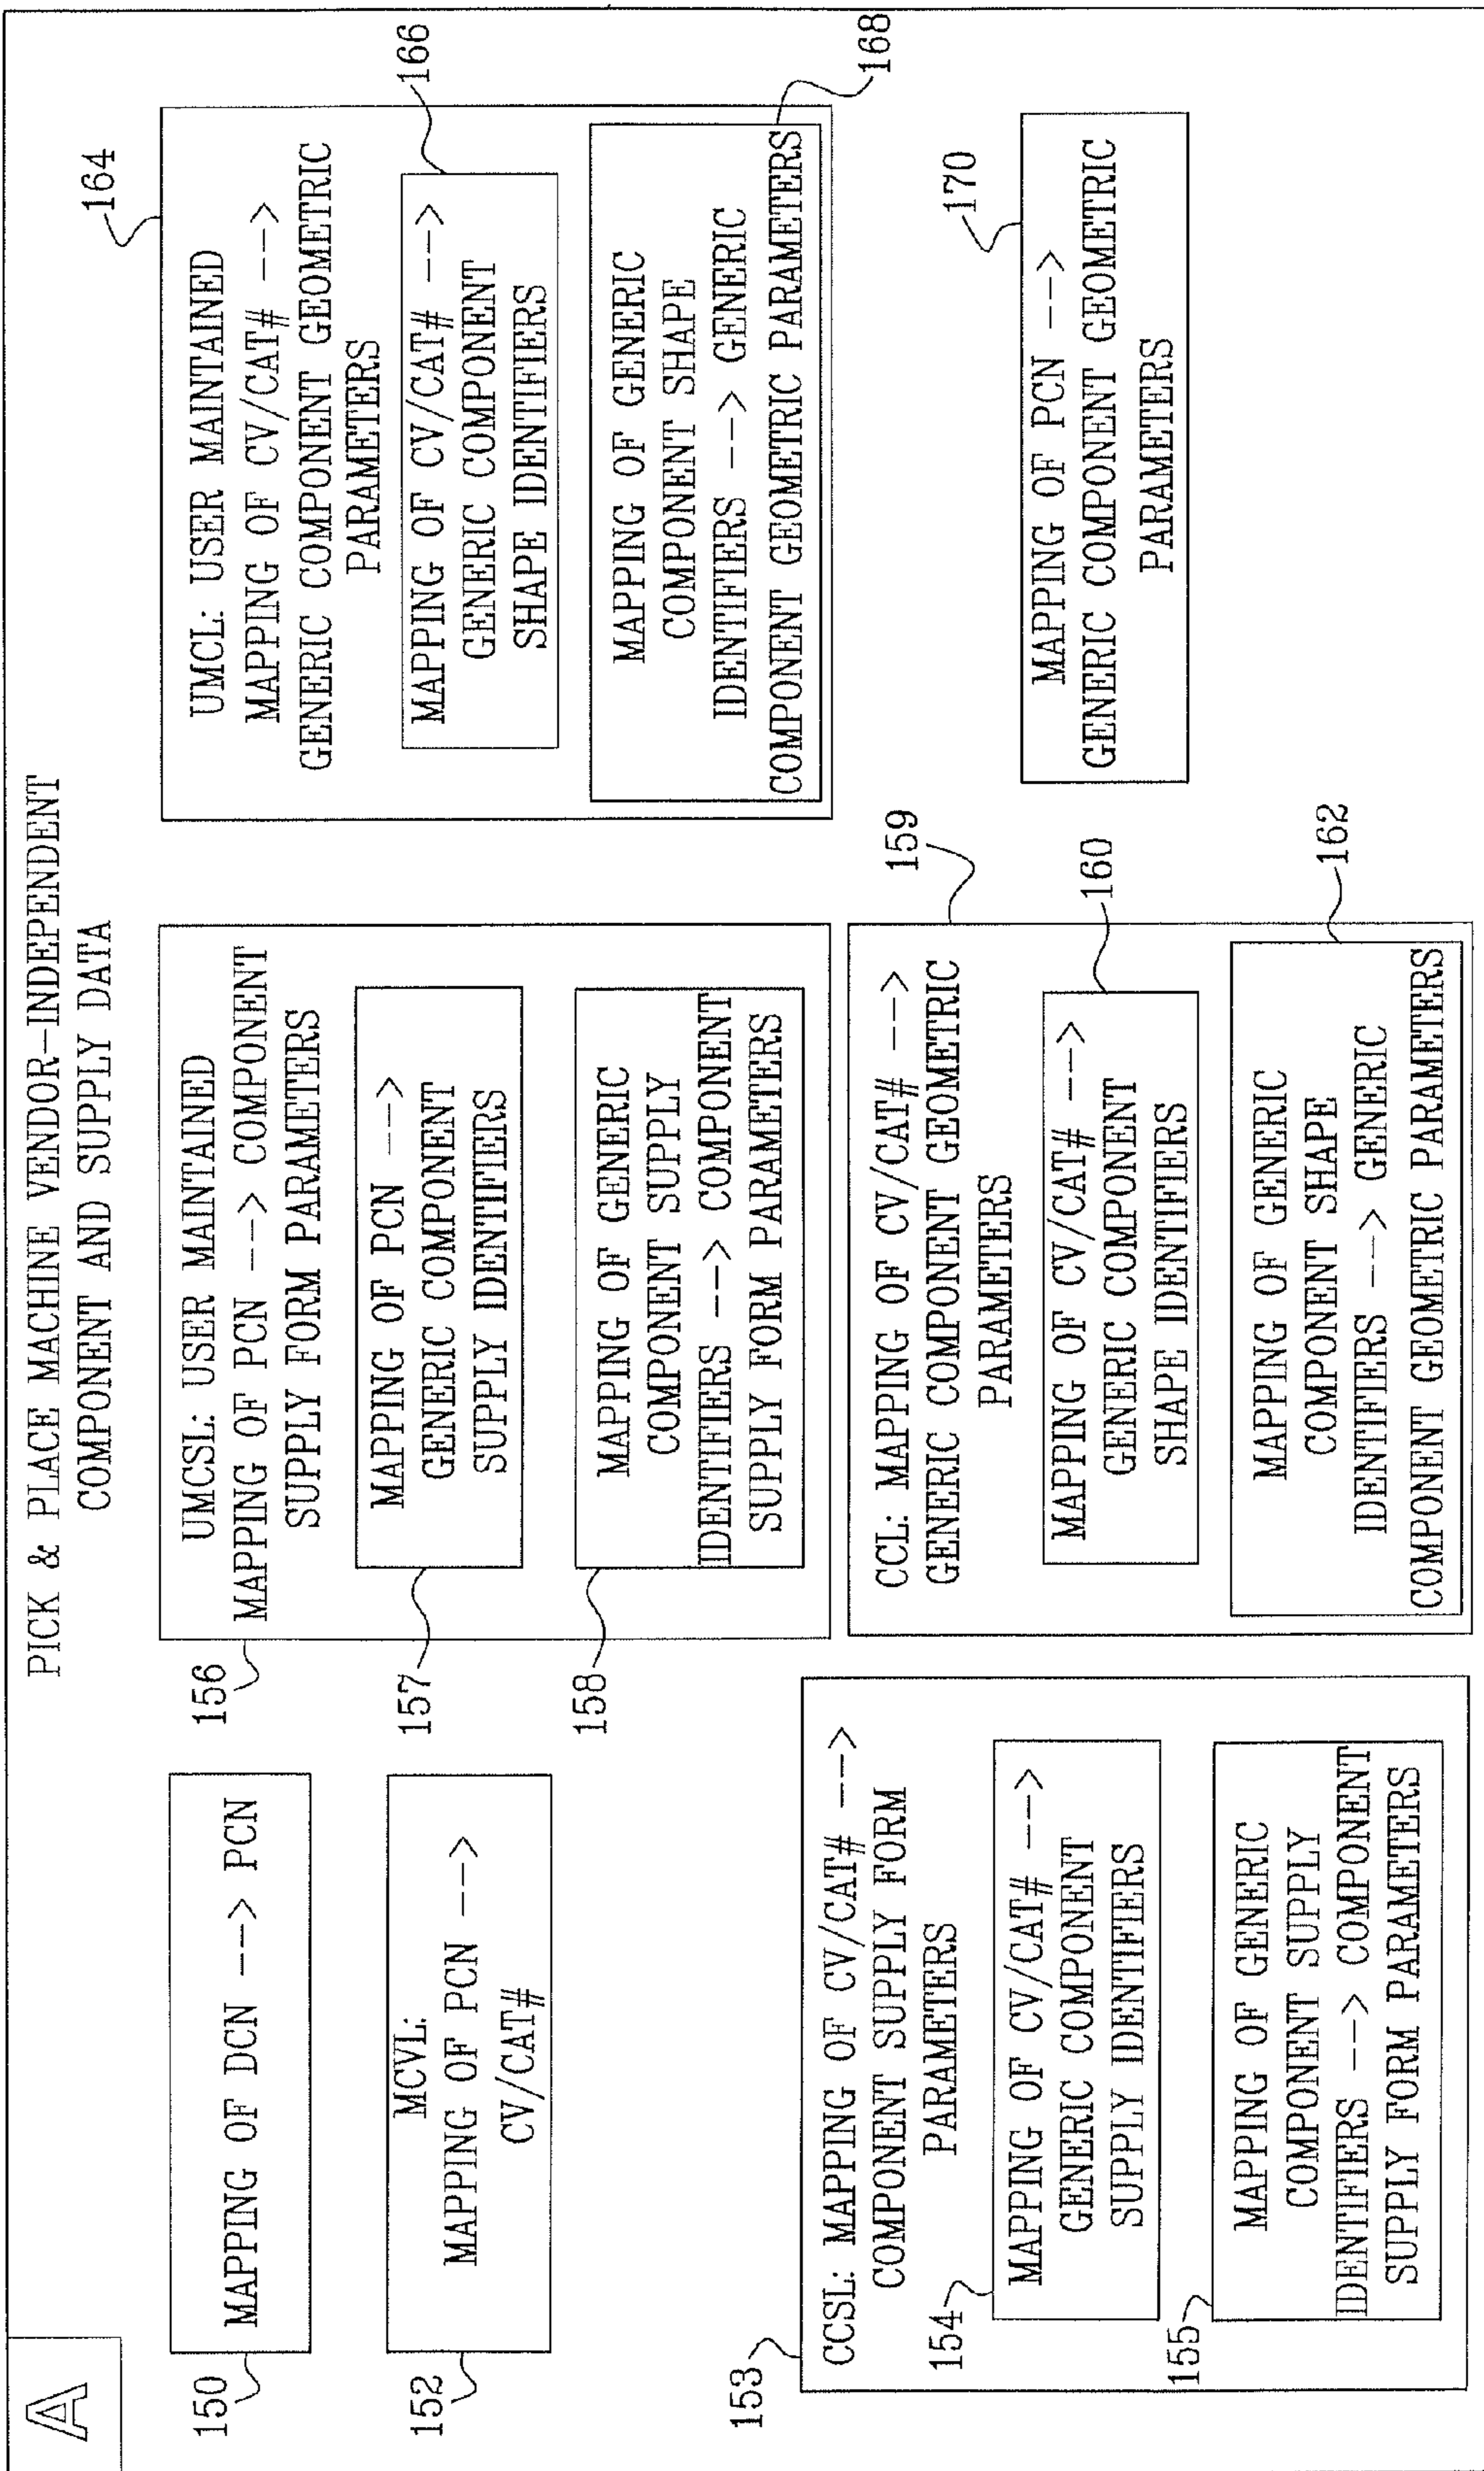 A
PICK & PLACE MACHINE VENDOR-INDEPENDENT
COMPONENT AND SUPPLY DATA
150
MAPPING OF DCN --> PCN
152
MCVL:
MAPPING OF PCN -->
CV/CAT#
153
CCSL: MAPPING OF CV/CAT# -->
COMPONENT SUPPLY FORM
PARAMETERS
154
MAPPING OF CV/CAT# -->
GENERIC COMPONENT
SUPPLY IDENTIFIERS
155
MAPPING OF GENERIC
COMPONENT SUPPLY
IDENTIFIERS --> COMPONENT
SUPPLY FORM PARAMETERS
156
UMCSL: USER MAINTAINED
MAPPING OF PCN --> COMPONENT
SUPPLY FORM PARAMETERS
157
MAPPING OF PCN -->
GENERIC COMPONENT
SUPPLY IDENTIFIERS
158
MAPPING OF GENERIC
COMPONENT SUPPLY
IDENTIFIERS --> COMPONENT
SUPPLY FORM PARAMETERS
159
CCL: MAPPING OF CV/CAT# -->
GENERIC COMPONENT GEOMETRIC
PARAMETERS
160
MAPPING OF CV/CAT# -->
GENERIC COMPONENT
SHAPE IDENTIFIERS
162
MAPPING OF GENERIC
COMPONENT SHAPE
IDENTIFIERS --> GENERIC
COMPONENT GEOMETRIC PARAMETERS
164
UMCL: USER MAINTAINED
MAPPING OF CV/CAT# -->
GENERIC COMPONENT GEOMETRIC
PARAMETERS
166
MAPPING OF CV/CAT# -->
GENERIC COMPONENT
SHAPE IDENTIFIERS
168
MAPPING OF GENERIC
COMPONENT SHAPE
IDENTIFIERS --> GENERIC
COMPONENT GEOMETRIC PARAMETERS
170
MAPPING OF PCN -->
GENERIC COMPONENT GEOMETRIC
PARAMETERS